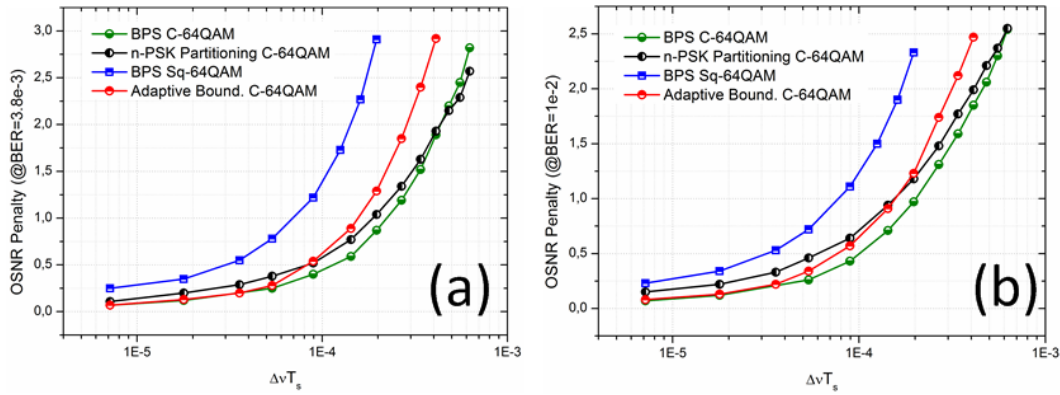 BPS C-64QAM
n-PSK Partitioning C-64QAM
BPS Sq-64QAM
Adaptive Bound. C-64QAM
OSNR Penalty (@BER=3.8e-3)
3,0
2,5
2,0
1,5
1,0
0,5
0,0
1E-5
1E-4
1E-3
ΔνTs
(a)
BPS C-64QAM
n-PSK Partitioning C-64QAM
BPS Sq-64QAM
Adaptive Bound. C-64QAM
OSNR Penalty (@BER=1e-2)
2,5
2,0
1,5
1,0
0,5
0,0
1E-5
1E-4
1E-3
ΔνTs
(b)